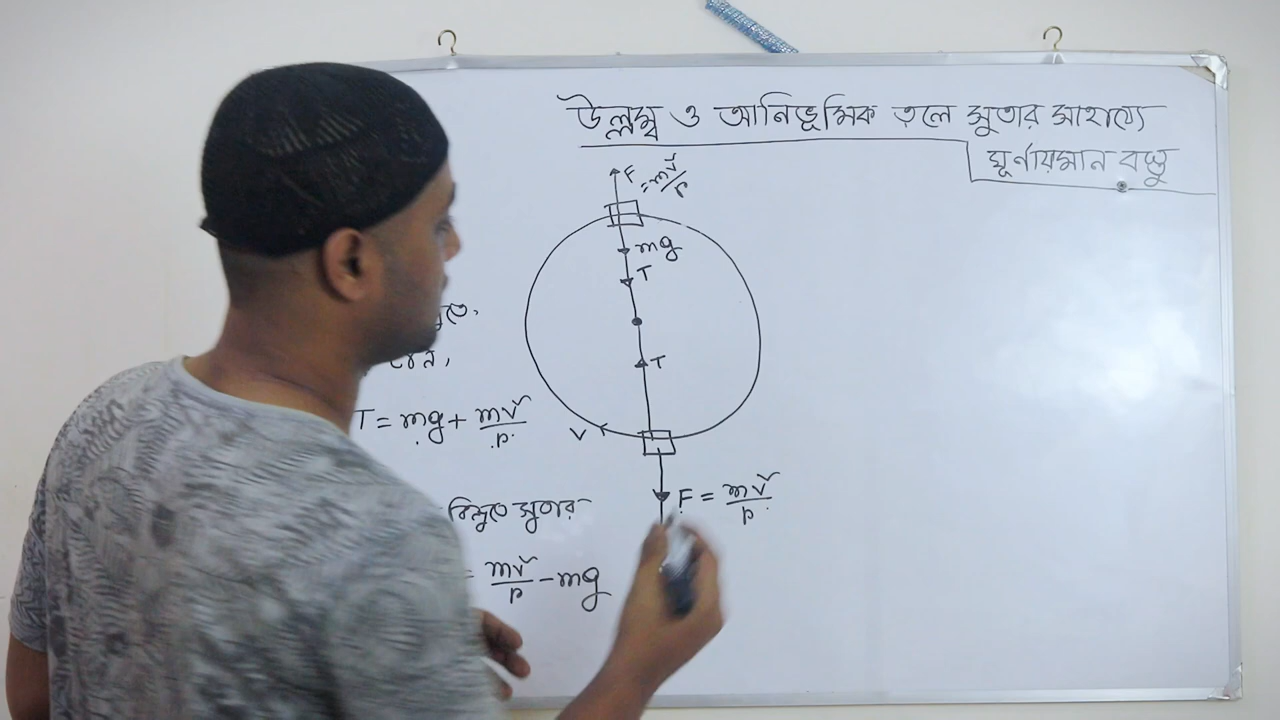 উল্লম্ব ও আনিভূমিক তলে সুতার সাহায্যে
ঘূর্ণায়মান বস্তু
F = mv²/r
mg
T
T
T = mg + mv²/r
v
F = mv²/r
বিন্দুতে সুতার
= mv²/r - mg